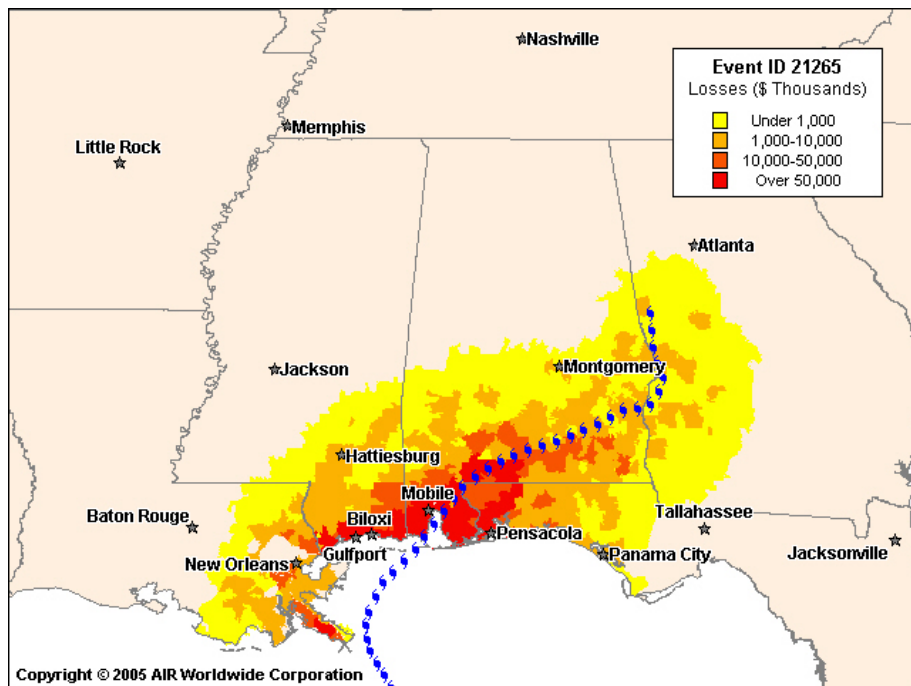 Nashville
Event ID 21265
Losses ($ Thousands)
Under 1,000
1,000-10,000
10,000-50,000
Over 50,000
Memphis
Little Rock
Atlanta
Jackson
Montgomery
Hattiesburg
Mobile
Baton Rouge
Biloxi
Tallahassee
Pensacola
Gulfport
Panama City
Jacksonville
New Orleans
Copyright © 2005 AIR Worldwide Corporation